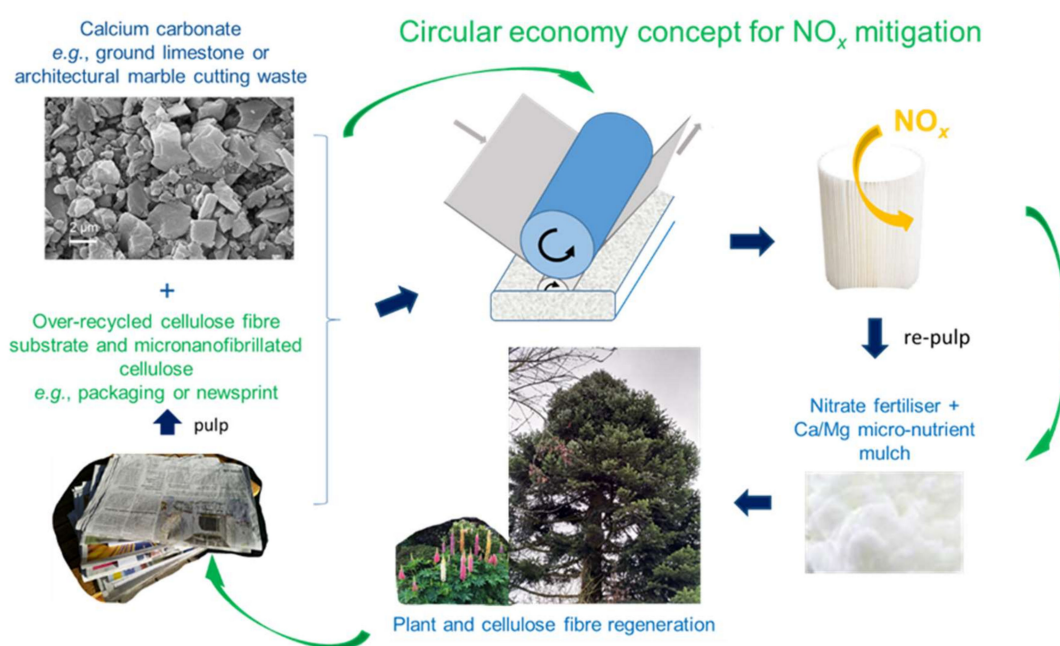 Calcium carbonate
e.g., ground limestone or
architectural marble cutting waste
Circular economy concept for NOx mitigation
2 µm
+
Over-recycled cellulose fibre
substrate and micronanofibrillated
cellulose
e.g., packaging or newsprint
pulp
NOx
re-pulp
Nitrate fertiliser +
Ca/Mg micro-nutrient
mulch
Plant and cellulose fibre regeneration